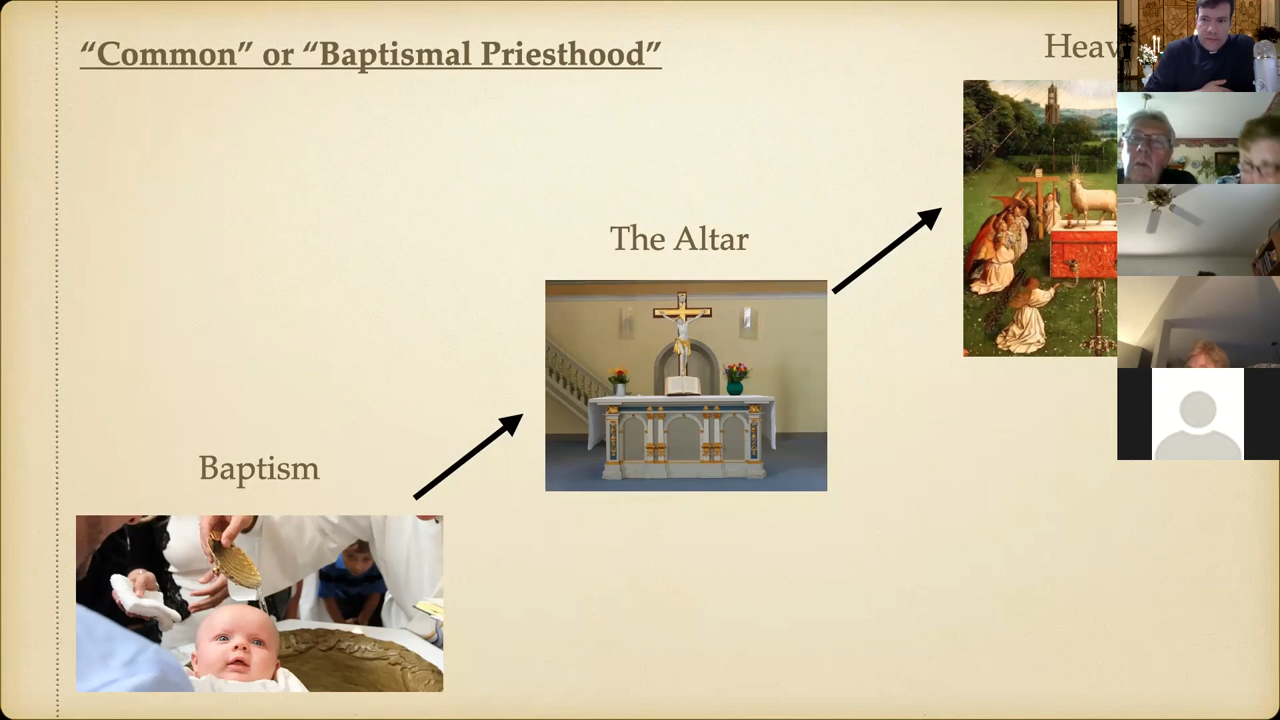 “Common” or “Baptismal Priesthood”
The Altar
Baptism